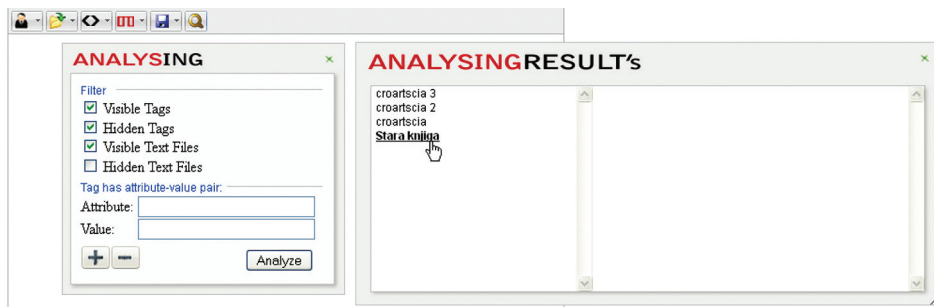 ANALYSING
Filter
Visible Tags
Hidden Tags
Visible Text Files
Hidden Text Files
Tag has attribute-value pair:
Attribute:
Value:
Analyze
ANALYSINGRESULT's
croartscia 3
croartscia 2
croartscia
Stara knjiga